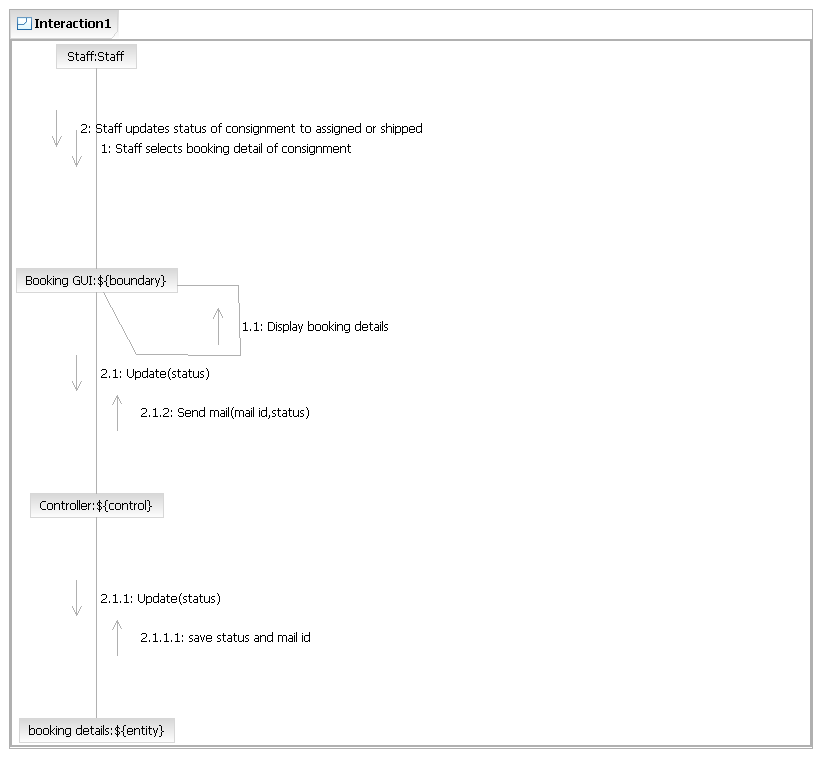 Interaction1
Staff:Staff
2: Staff updates status of consignment to assigned or shipped
1: Staff selects booking detail of consignment
Booking GUI:${boundary}
1.1: Display booking details
2.1: Update(status)
2.1.2: Send mail(mail id,status)
Controller:${control}
2.1.1: Update(status)
2.1.1.1: save status and mail id
booking details:${entity}